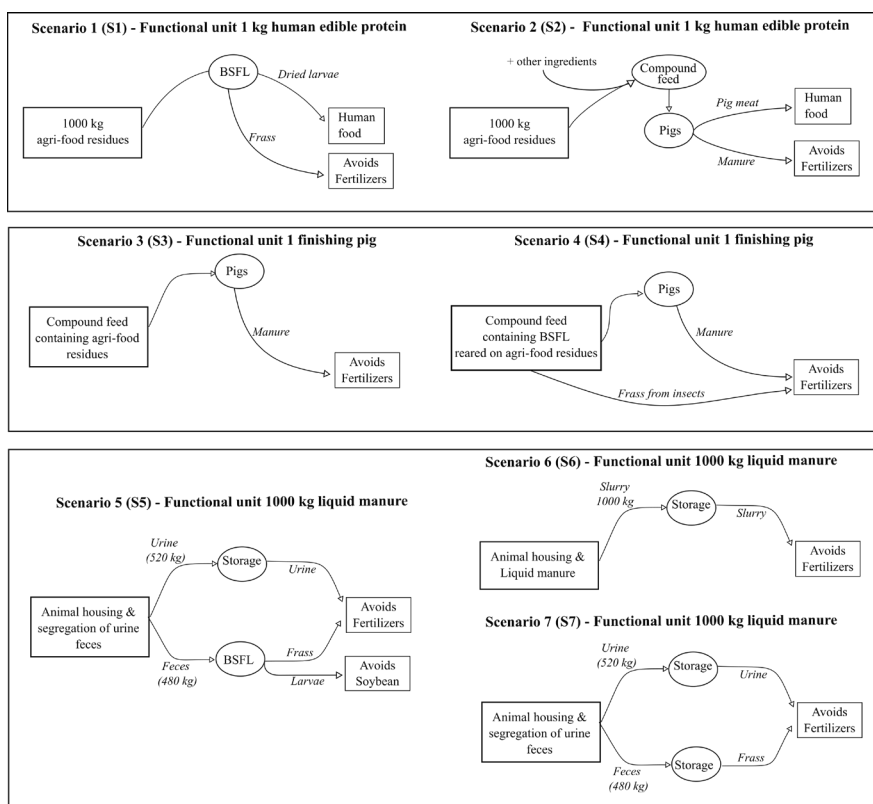 Scenario 1 (S1) - Functional unit 1 kg human edible protein
BSFL
Dried larvae
1000 kg
agri-food residues
Frass
Human
food
Avoids
Fertilizers
Scenario 2 (S2) - Functional unit 1 kg human edible protein
+ other ingredients
Compound
feed
1000 kg
agri-food residues
Pigs
Pig meat
Human
food
Manure
Avoids
Fertilizers
Scenario 3 (S3) - Functional unit 1 finishing pig
Pigs
Compound feed
containing agri-food
residues
Manure
Avoids
Fertilizers
Scenario 4 (S4) - Functional unit 1 finishing pig
Pigs
Compound feed
containing BSFL
reared on agri-food residues
Manure
Frass from insects
Avoids
Fertilizers
Scenario 5 (S5) - Functional unit 1000 kg liquid manure
Urine
(520 kg)
Storage
Urine
Animal housing &
segregation of urine
feces
Avoids
Fertilizers
Feces
(480 kg)
BSFL
Frass
Larvae
Avoids
Soybean
Scenario 6 (S6) - Functional unit 1000 kg liquid manure
Slurry
1000 kg
Storage
Slurry
Animal housing &
Liquid manure
Avoids
Fertilizers
Scenario 7 (S7) - Functional unit 1000 kg liquid manure
Urine
(520 kg)
Storage
Urine
Animal housing &
segregation of urine
feces
Avoids
Fertilizers
Feces
(480 kg)
Storage
Frass